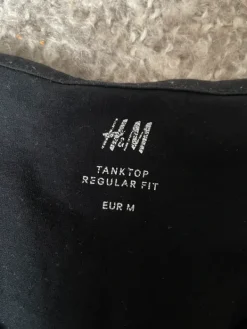 H&M
TANKTOP
REGULAR FIT
EUR M